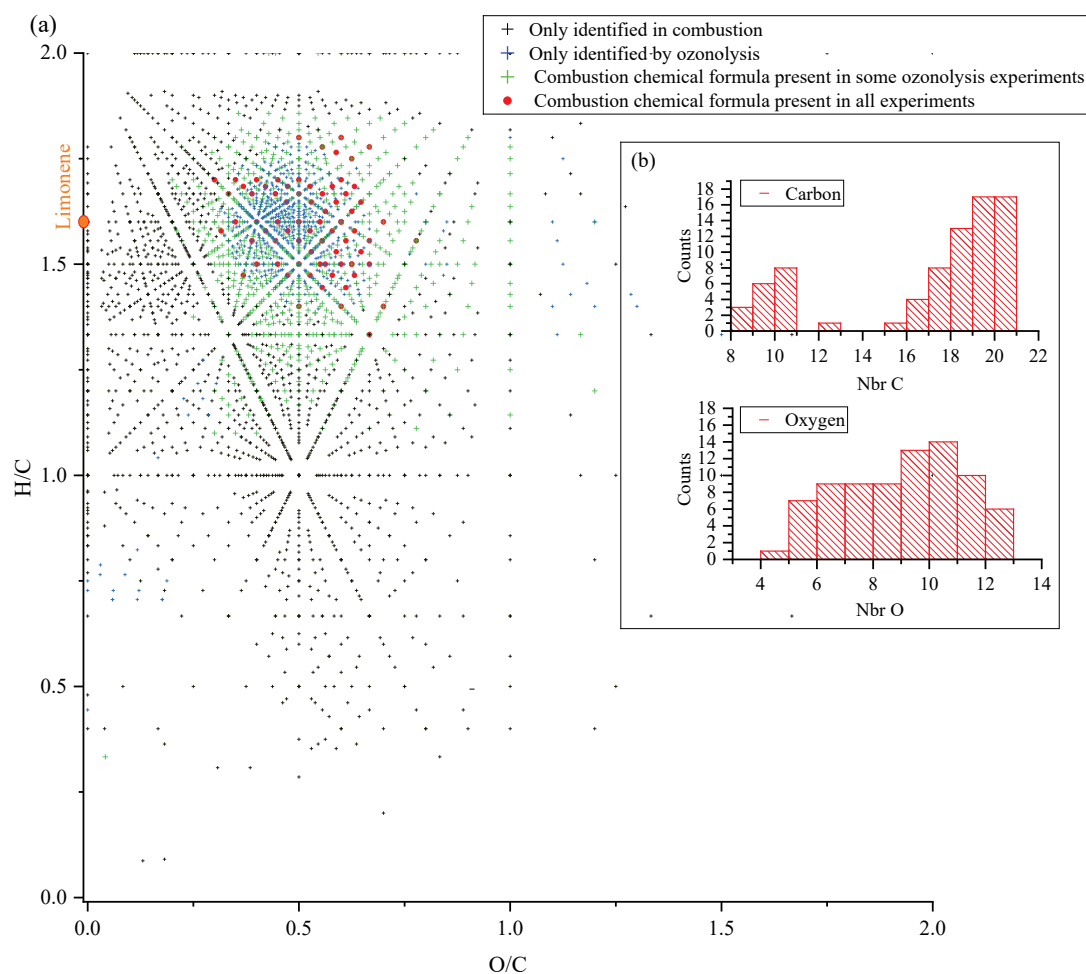 (a)
Only identified in combustion
Only identified by ozonolysis
Combustion chemical formula present in some ozonolysis experiments
Combustion chemical formula present in all experiments
2.0
1.5
1.0
0.5
0.0
H/C
Limonene
0.0
0.5
1.0
1.5
2.0
O/C
(b)
Carbon
18
16
14
12
10
8
6
4
2
0
Counts
8
10
12
14
16
18
20
22
Nbr C
Oxygen
18
16
14
12
10
8
6
4
2
0
Counts
4
6
8
10
12
14
Nbr O